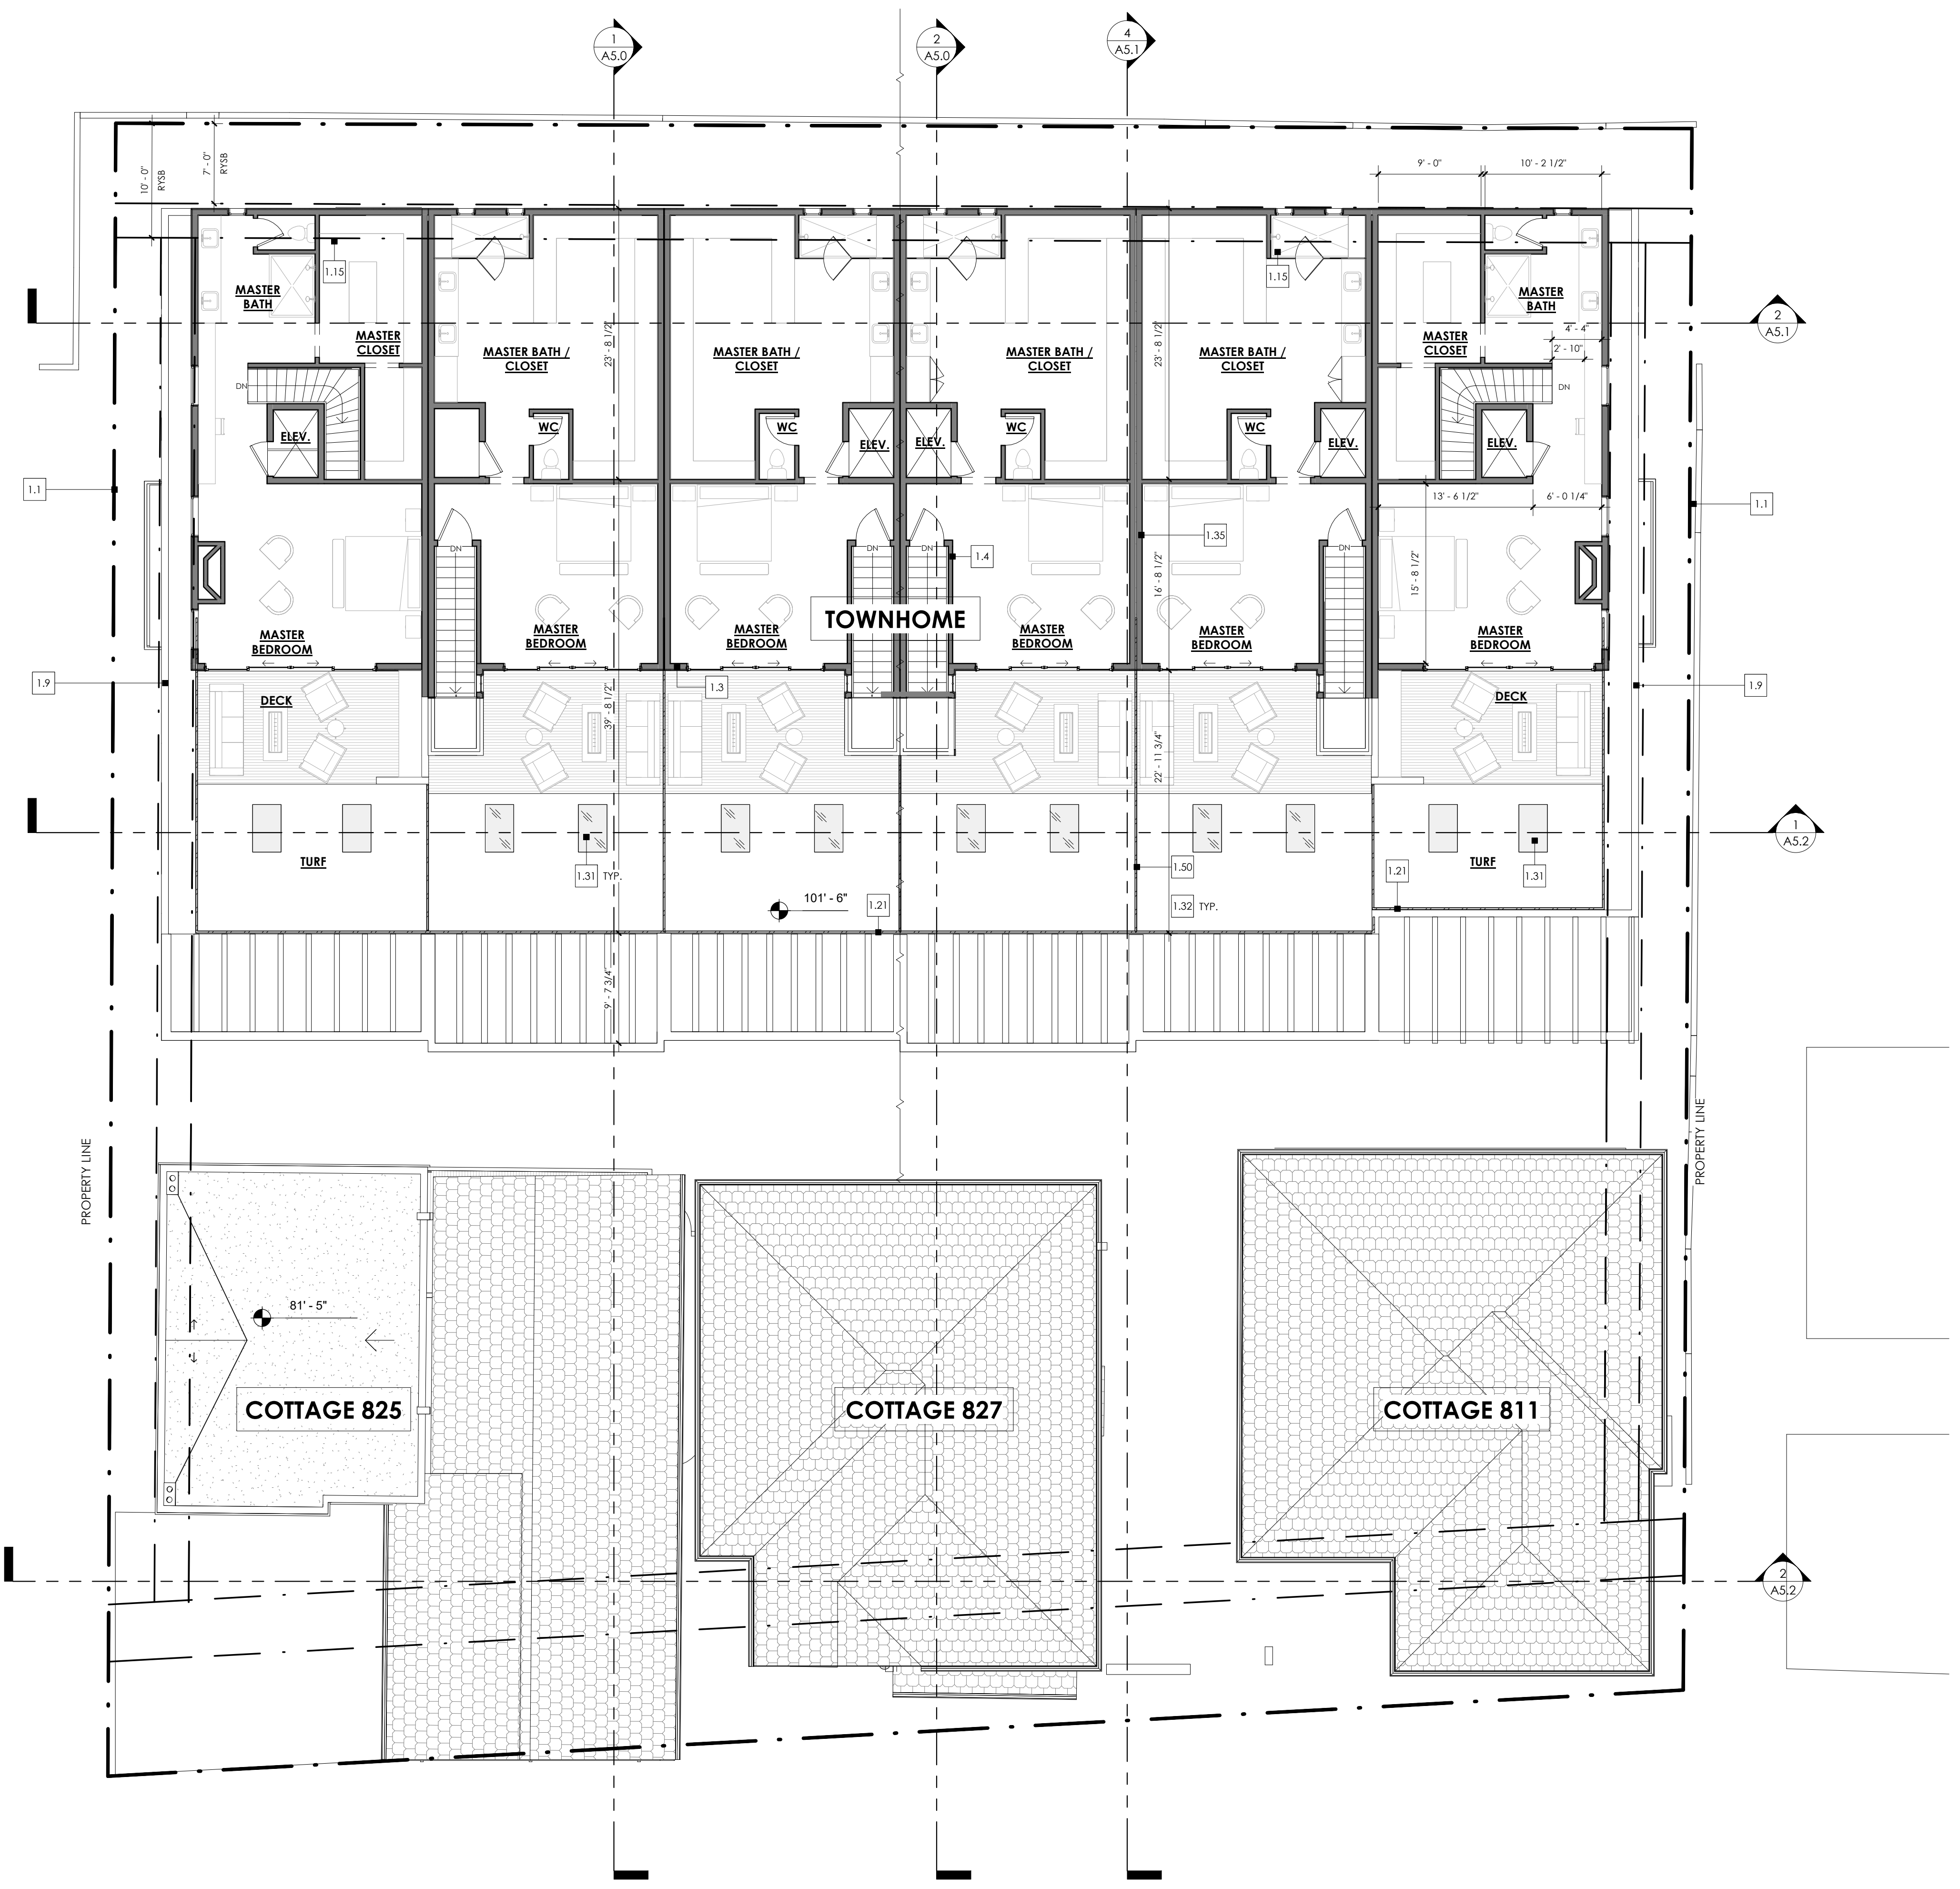 1
A5.0
2
A5.0
4
A5.1
10' - 0"
RYSB
7' - 0"
RYSB
9' - 0"
10' - 2 1/2"
1.15
1.15
MASTER
BATH
MASTER
CLOSET
MASTER BATH /
CLOSET
23' - 8 1/2"
MASTER BATH /
CLOSET
MASTER BATH /
CLOSET
23' - 8 1/2"
MASTER BATH /
CLOSET
MASTER
CLOSET
MASTER
BATH
4' - 4"
2' - 10"
2
A5.1
DN
DN
ELEV.
WC
WC
ELEV.
ELEV.
WC
WC
ELEV.
ELEV.
1.1
1.1
13' - 6 1/2"
6' - 0 1/4"
DN
DN
DN
DN
1.4
1.35
16' - 8 1/2"
15' - 8 1/2"
TOWNHOME
MASTER
BEDROOM
MASTER
BEDROOM
MASTER
BEDROOM
MASTER
BEDROOM
MASTER
BEDROOM
MASTER
BEDROOM
1.9
1.9
1.3
DECK
DECK
39' - 8 1/2"
22' - 11 3/4"
1
A5.2
TURF
TURF
1.31 TYP.
1.50
1.21
1.31
101' - 6"
1.21
1.32 TYP.
9' - 7 3/4"
PROPERTY LINE
PROPERTY LINE
81' - 5"
COTTAGE 825
COTTAGE 827
COTTAGE 811
2
A5.2